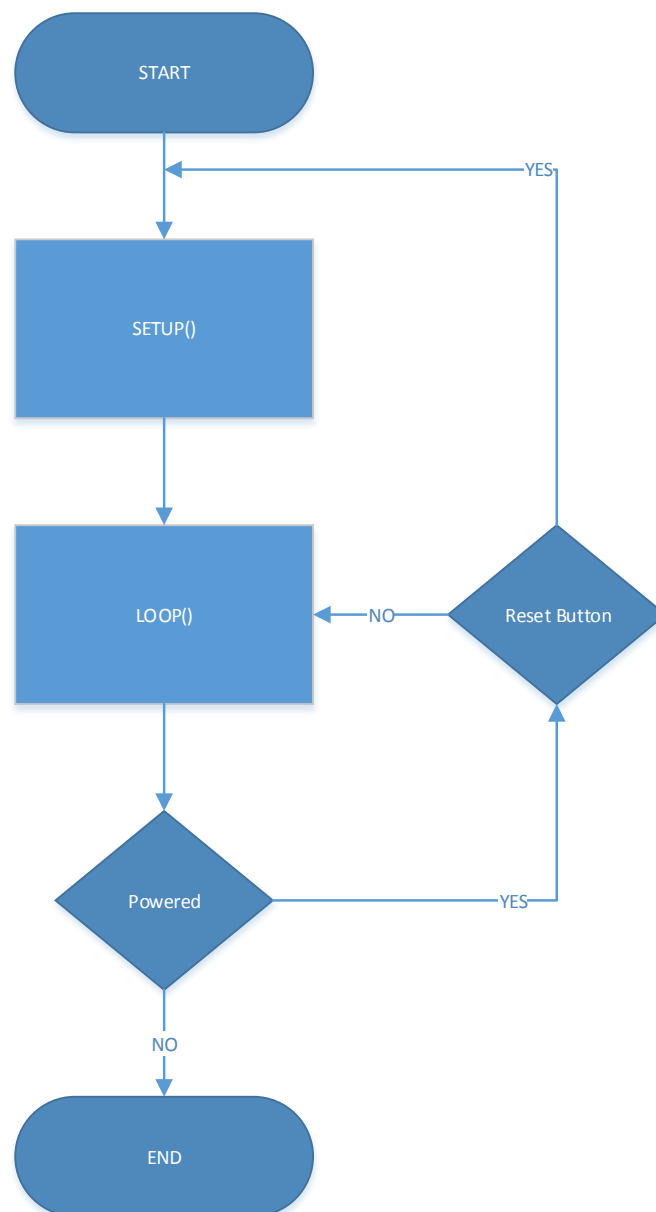 START
YES
SETUP()
LOOP()
NO
Reset Button
Powered
YES
NO
END